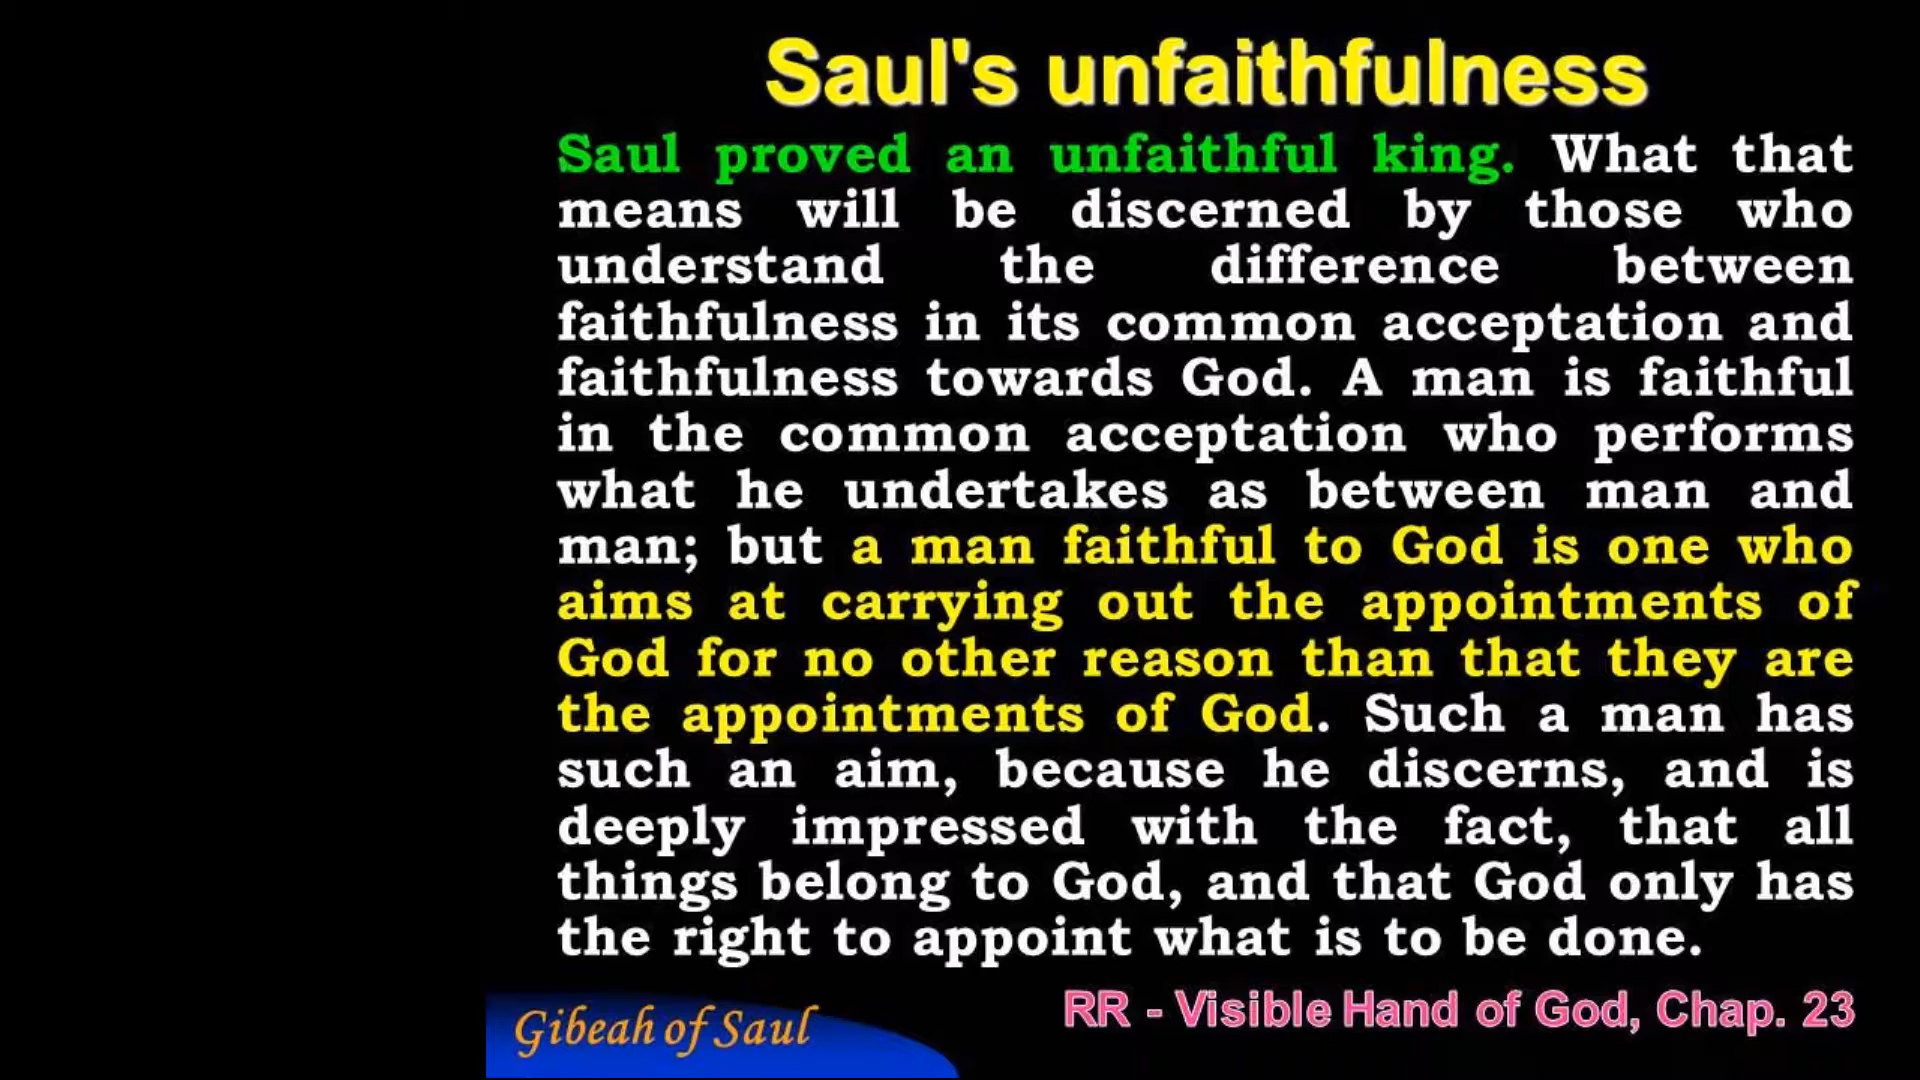 Saul's unfaithfulness
Saul proved an unfaithful king. What that
means will be discerned by those who
understand the difference between
faithfulness in its common acceptation and
faithfulness towards God. A man is faithful
in the common acceptation who performs
what he undertakes as between man and
man; but a man faithful to God is one who
aims at carrying out the appointments of
God for no other reason than that they are
the appointments of God. Such a man has
such an aim, because he discerns, and is
deeply impressed with the fact, that all
things belong to God, and that God only has
the right to appoint what is to be done.
RR - Visible Hand of God, Chap. 23
Gibeah of Saul